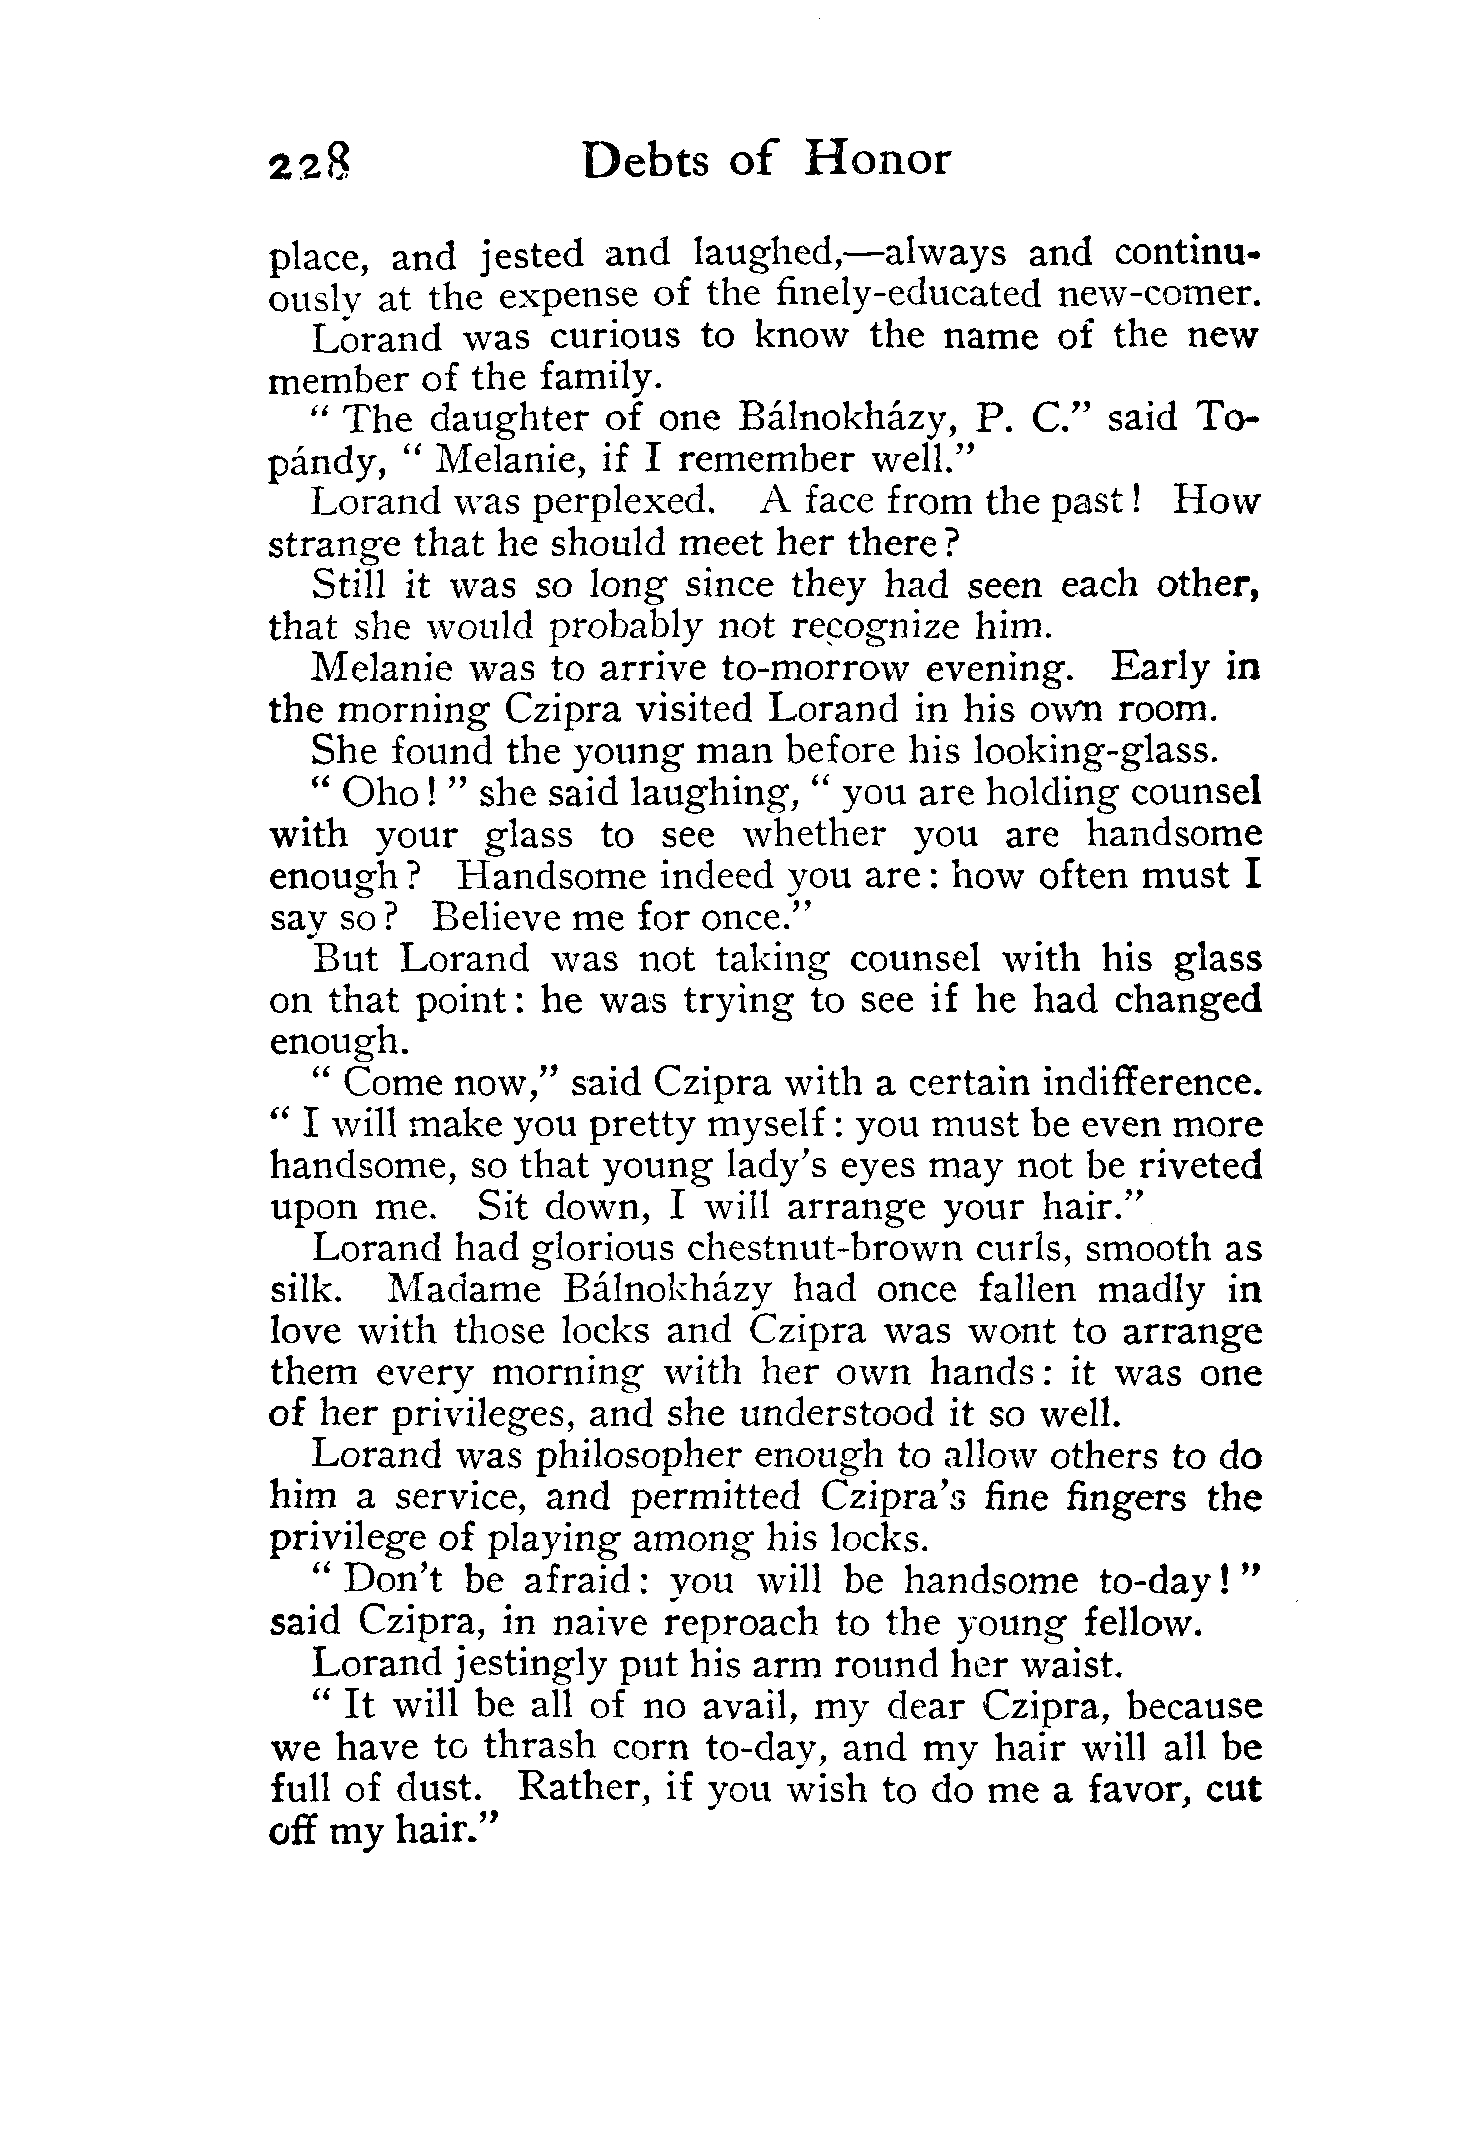 228 Debts of Honor
place, and jested and laughed,—always and continu-
ously at the expense of the finely-educated new-comer.
Lorand was curious to know the name of the new
member of the family.
“ The daughter of one Bálnokházy, P. C.” said To-
pándy, “ Melanie, if I remember well.”
Lorand was perplexed. A face from the past! How
strange that he should meet her there?
Still it was so long since they had seen each other,
that she would probably not recognize him.
Melanie was to arrive to-morrow evening. Early in
the morning Czipra visited Lorand in his own room.
She found the young man before his looking-glass.
“ Oho! ” she said laughing, “ you are holding counsel
with your glass to see whether you are handsome
enough? Handsome indeed you are: how often must I
say so? Believe me for once.”
But Lorand was not taking counsel with his glass
on that point: he was trying to see if he had changed
enough.
“ Come now,” said Czipra with a certain indifference.
“ I will make you pretty myself: you must be even more
handsome, so that young lady’s eyes may not be riveted
upon me. Sit down, I will arrange your hair.”
Lorand had glorious chestnut-brown curls, smooth as
silk. Madame Bálnokházy had once fallen madly in
love with those locks and Czipra was wont to arrange
them every morning with her own hands: it was one
of her privileges, and she understood it so well.
Lorand was philosopher enough to allow others to do
him a service, and permitted Czipra’s fine fingers the
privilege of playing among his locks.
“ Don’t be afraid: you will be handsome to-day! ”
said Czipra, in naive reproach to the young fellow.
Lorand jestingly put his arm round her waist.
“ It will be all of no avail, my dear Czipra, because
we have to thrash corn to-day, and my hair will all be
full of dust. Rather, if you wish to do me a favor, cut
off my hair.”